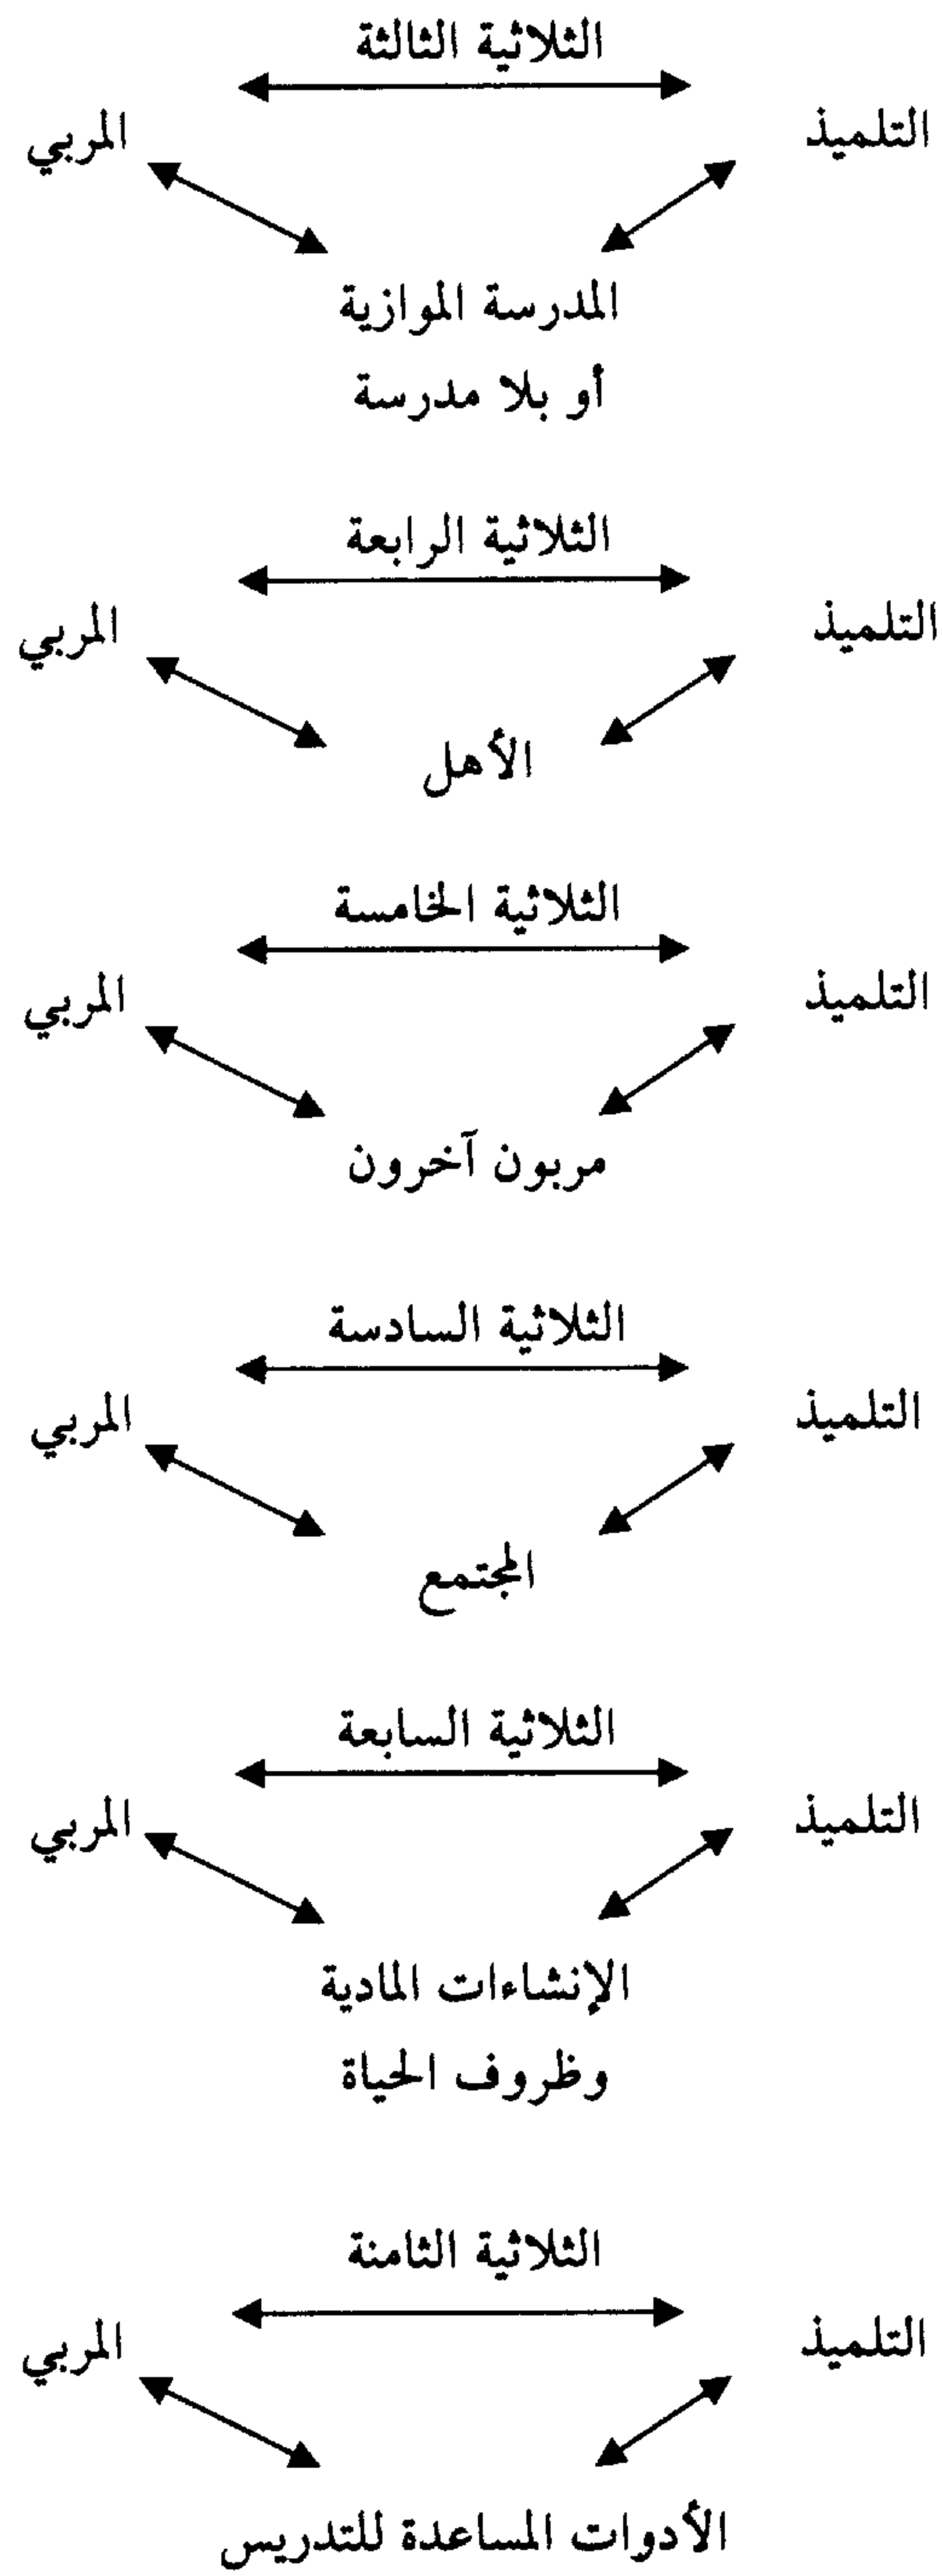 الثلاثية الثالثة
التلميذ
المربي
المدرسة الموازية
أو بلا مدرسة
الثلاثية الرابعة
التلميذ
المربي
الأهل
الثلاثية الخامسة
التلميذ
المربي
مربون آخرون
الثلاثية السادسة
التلميذ
المربي
المجتمع
الثلاثية السابعة
التلميذ
المربي
الإنشاءات المادية
وظروف الحياة
الثلاثية الثامنة
التلميذ
المربي
الأدوات المساعدة للتدريس